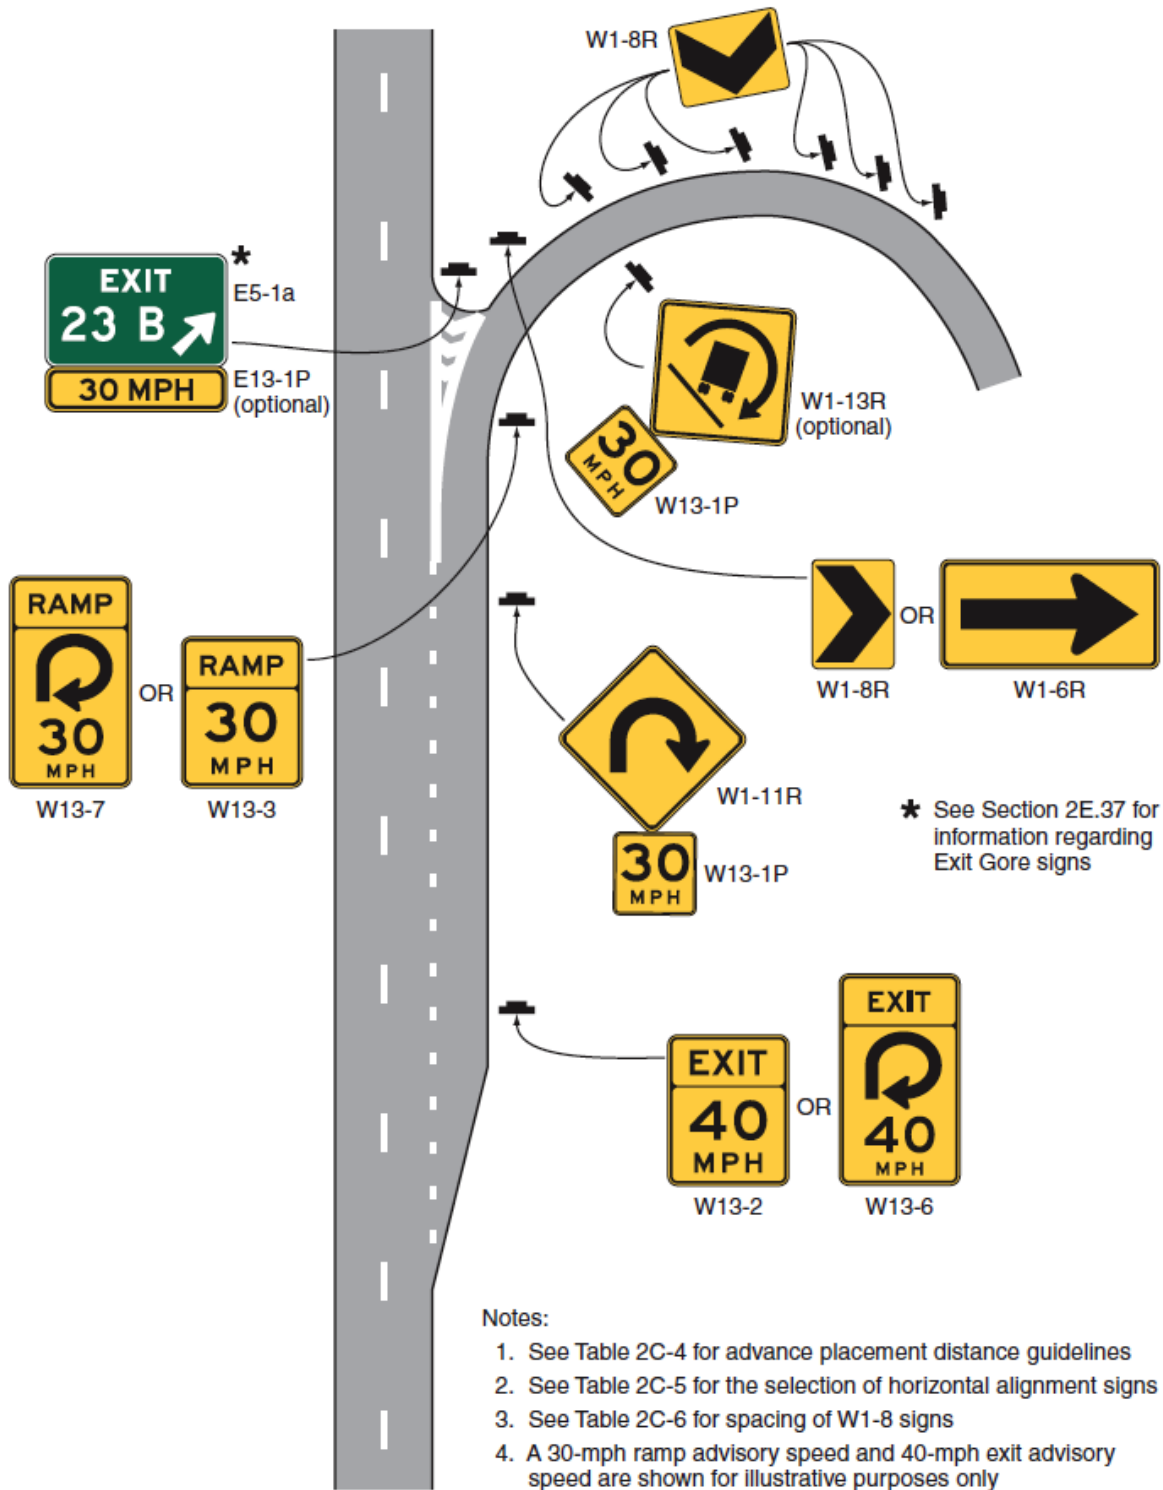 W1-8R
EXIT
23 B
*
E5-1a
30 MPH
E13-1P
(optional)
W1-13R
(optional)
30
MPH
W13-1P
RAMP
30
MPH
W13-7
OR
RAMP
30
MPH
W13-3
W1-8R
OR
W1-6R
W1-11R
30
MPH
W13-1P
* See Section 2E.37 for
information regarding
Exit Gore signs
EXIT
40
MPH
W13-2
OR
EXIT
40
MPH
W13-6
Notes:
1. See Table 2C-4 for advance placement distance guidelines
2. See Table 2C-5 for the selection of horizontal alignment signs
3. See Table 2C-6 for spacing of W1-8 signs
4. A 30-mph ramp advisory speed and 40-mph exit advisory
speed are shown for illustrative purposes only